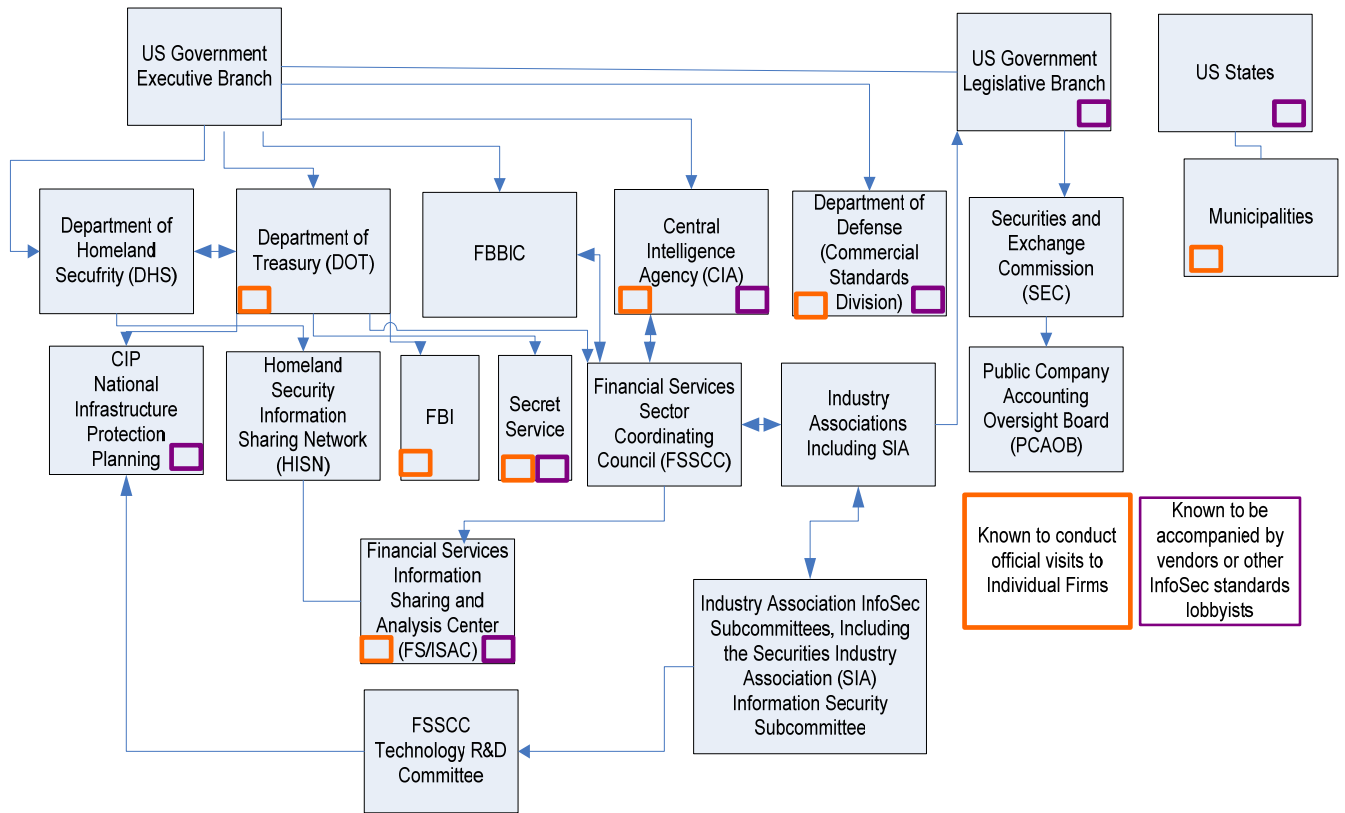 US Government
Executive Branch
US Government
Legislative Branch
US States
Department of
Homeland
Secufrity (DHS)
Department of
Treasury (DOT)
FBBIC
Central
Intelligence
Agency (CIA)
Department of
Defense
(Commercial
Standards
Division)
Securities and
Exchange
Commission
(SEC)
Municipalities
CIP
National
Infrastructure
Protection
Planning
Homeland
Security
Information
Sharing Network
(HISN)
FBI
Secret
Service
Financial Services
Sector
Coordinating
Council (FSSCC)
Industry
Associations
Including SIA
Public Company
Accounting
Oversight Board
(PCAOB)
Known to conduct
official visits to
Individual Firms
Known to be
accompanied by
vendors or other
InfoSec standards
lobbyists
Financial Services
Information
Sharing and
Analysis Center
(FS/ISAC)
Industry Association InfoSec
Subcommittees, Including
the Securities Industry
Association (SIA)
Information Security
Subcommittee
FSSCC
Technology R&D
Committee